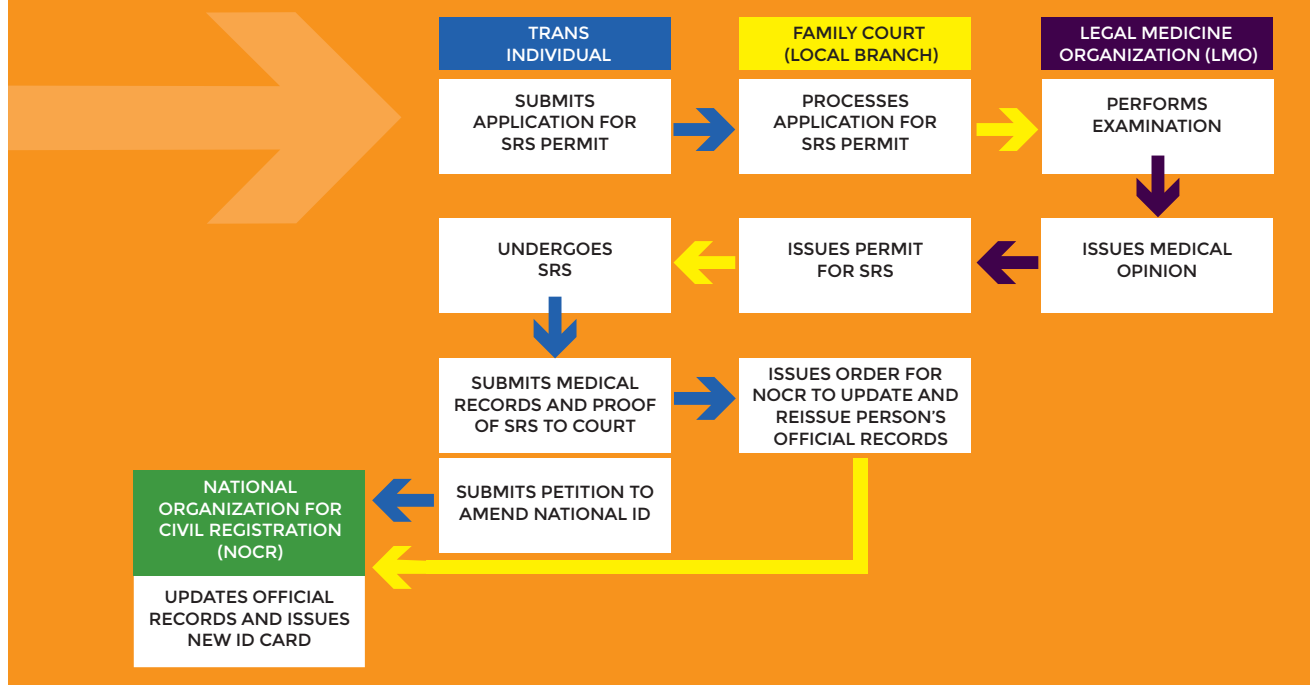 TRANS
INDIVIDUAL
FAMILY COURT
(LOCAL BRANCH)
LEGAL MEDICINE
ORGANIZATION (LMO)
SUBMITS
APPLICATION FOR
SRS PERMIT
PROCESSES
APPLICATION FOR
SRS PERMIT
PERFORMS
EXAMINATION
UNDERGOES
SRS
ISSUES PERMIT
FOR SRS
ISSUES MEDICAL
OPINION
SUBMITS MEDICAL
RECORDS AND PROOF
OF SRS TO COURT
ISSUES ORDER FOR
NOCR TO UPDATE AND
REISSUE PERSON’S
OFFICIAL RECORDS
SUBMITS PETITION TO
AMEND NATIONAL ID
NATIONAL
ORGANIZATION FOR
CIVIL REGISTRATION
(NOCR)
UPDATES OFFICIAL
RECORDS AND ISSUES
NEW ID CARD